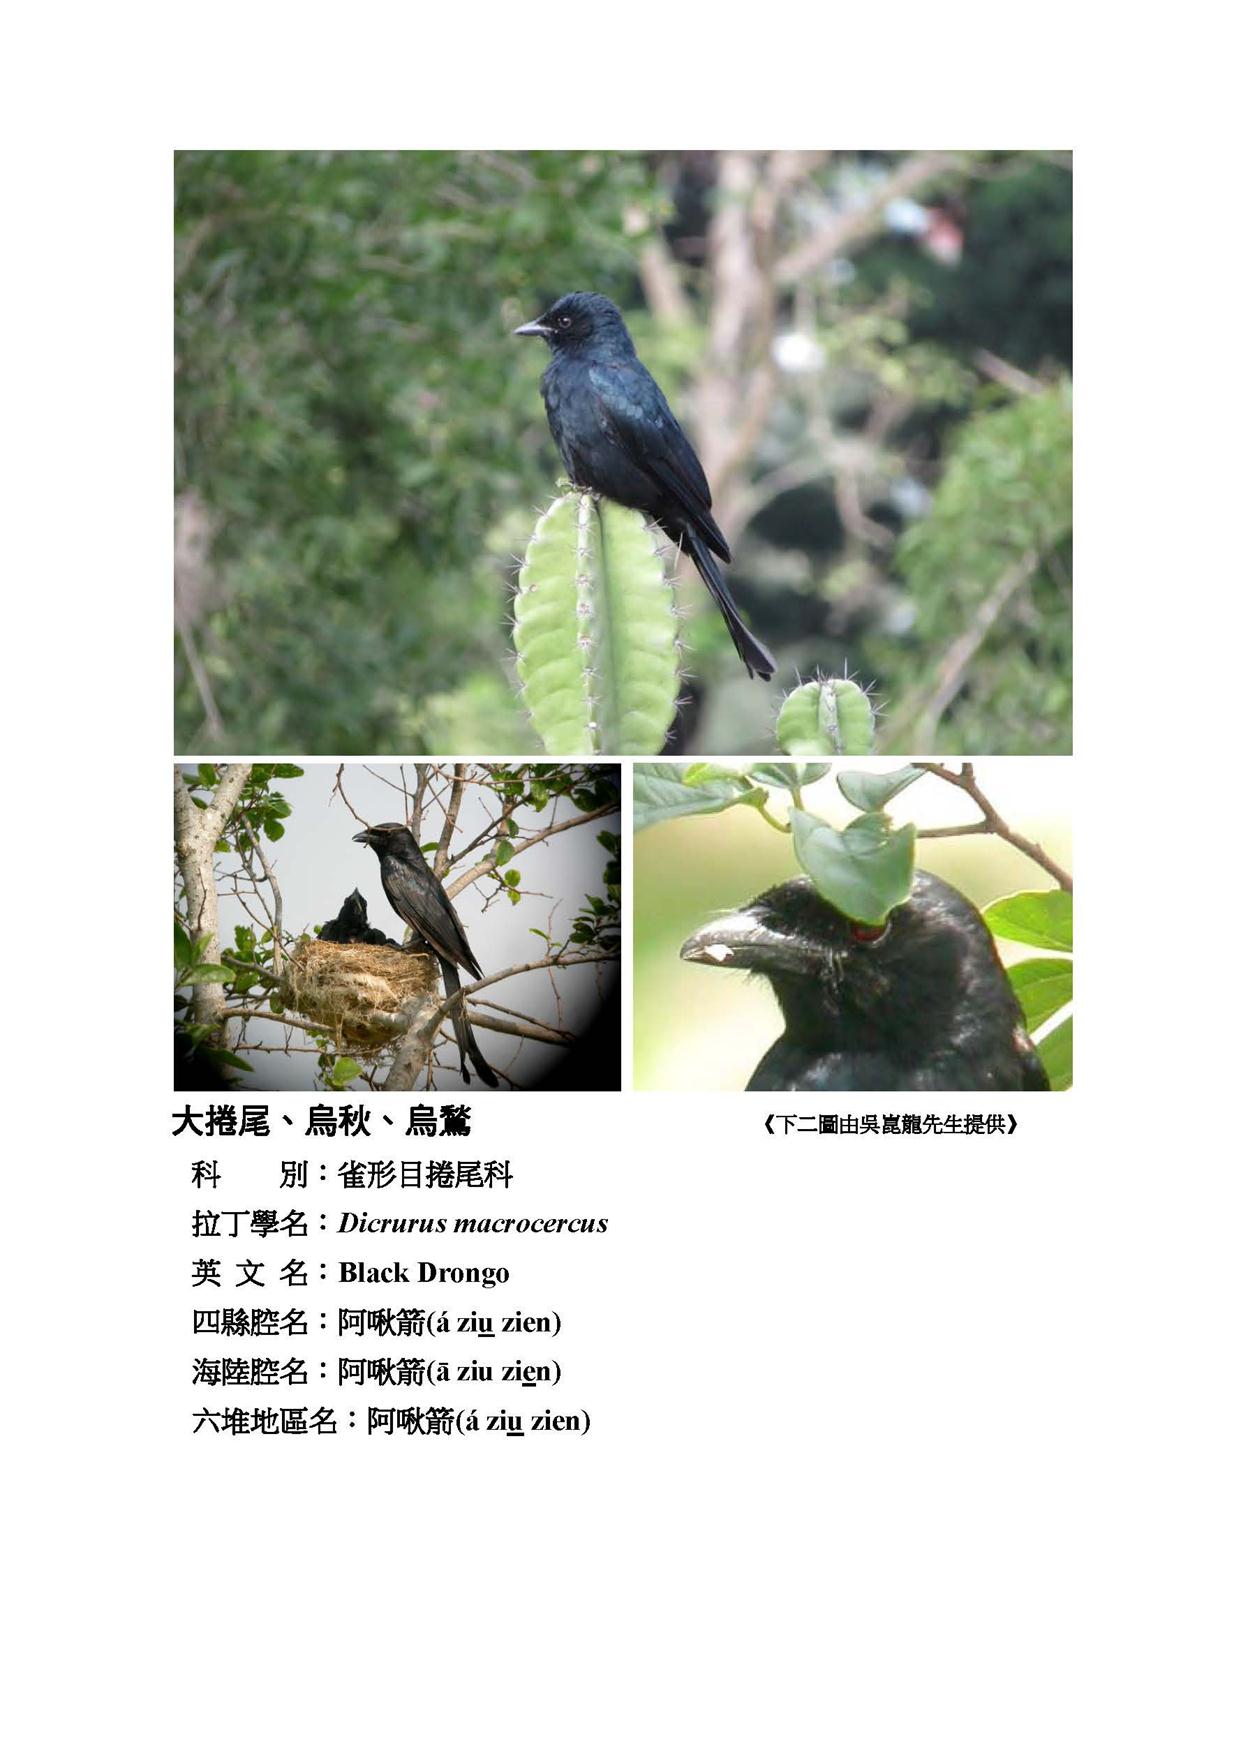 大捲尾、烏秋、烏鶖
《下二圖由吳崑龍先生提供》
科　　別：雀形目捲尾科
拉丁學名：Dicrurus macrocercus
英 文 名：Black Drongo
四縣腔名：阿啾箭(á ziu zien)
海陸腔名：阿啾箭(ā ziu zien)
六堆地區名：阿啾箭(á ziu zien)